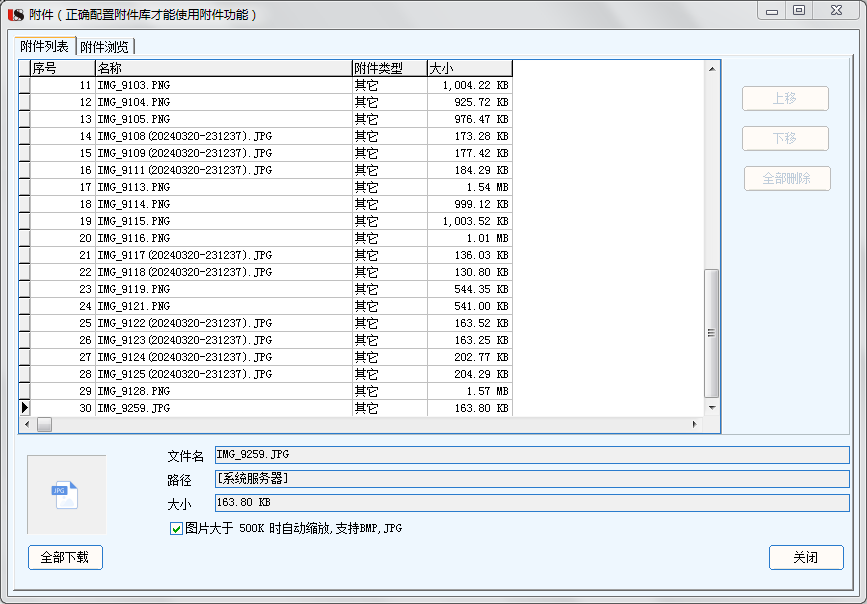 附件（正确配置附件库才能使用附件功能）
附件列表 附件浏览
序号 名称 附件类型 大小
11 IMG_9103.PNG 其它 1,004.22 KB
12 IMG_9104.PNG 其它 925.72 KB
13 IMG_9105.PNG 其它 976.47 KB
14 IMG_9108(20240320-231237).JPG 其它 173.28 KB
15 IMG_9109(20240320-231237).JPG 其它 177.42 KB
16 IMG_9111(20240320-231237).JPG 其它 184.29 KB
17 IMG_9113.PNG 其它 1.54 MB
18 IMG_9114.PNG 其它 999.12 KB
19 IMG_9115.PNG 其它 1,003.52 KB
20 IMG_9116.PNG 其它 1.01 MB
21 IMG_9117(20240320-231237).JPG 其它 136.03 KB
22 IMG_9118(20240320-231237).JPG 其它 130.80 KB
23 IMG_9119.PNG 其它 544.35 KB
24 IMG_9121.PNG 其它 541.00 KB
25 IMG_9122(20240320-231237).JPG 其它 163.52 KB
26 IMG_9123(20240320-231237).JPG 其它 163.25 KB
27 IMG_9124(20240320-231237).JPG 其它 202.77 KB
28 IMG_9125(20240320-231237).JPG 其它 204.29 KB
29 IMG_9128.PNG 其它 1.57 MB
30 IMG_9259.JPG 其它 163.80 KB
上移
下移
全部删除
文件名 IMG_9259.JPG
路径 [系统服务器]
大小 163.80 KB
JPG
图片大于 500K 时自动缩放,支持BMP,JPG
全部下载
关闭